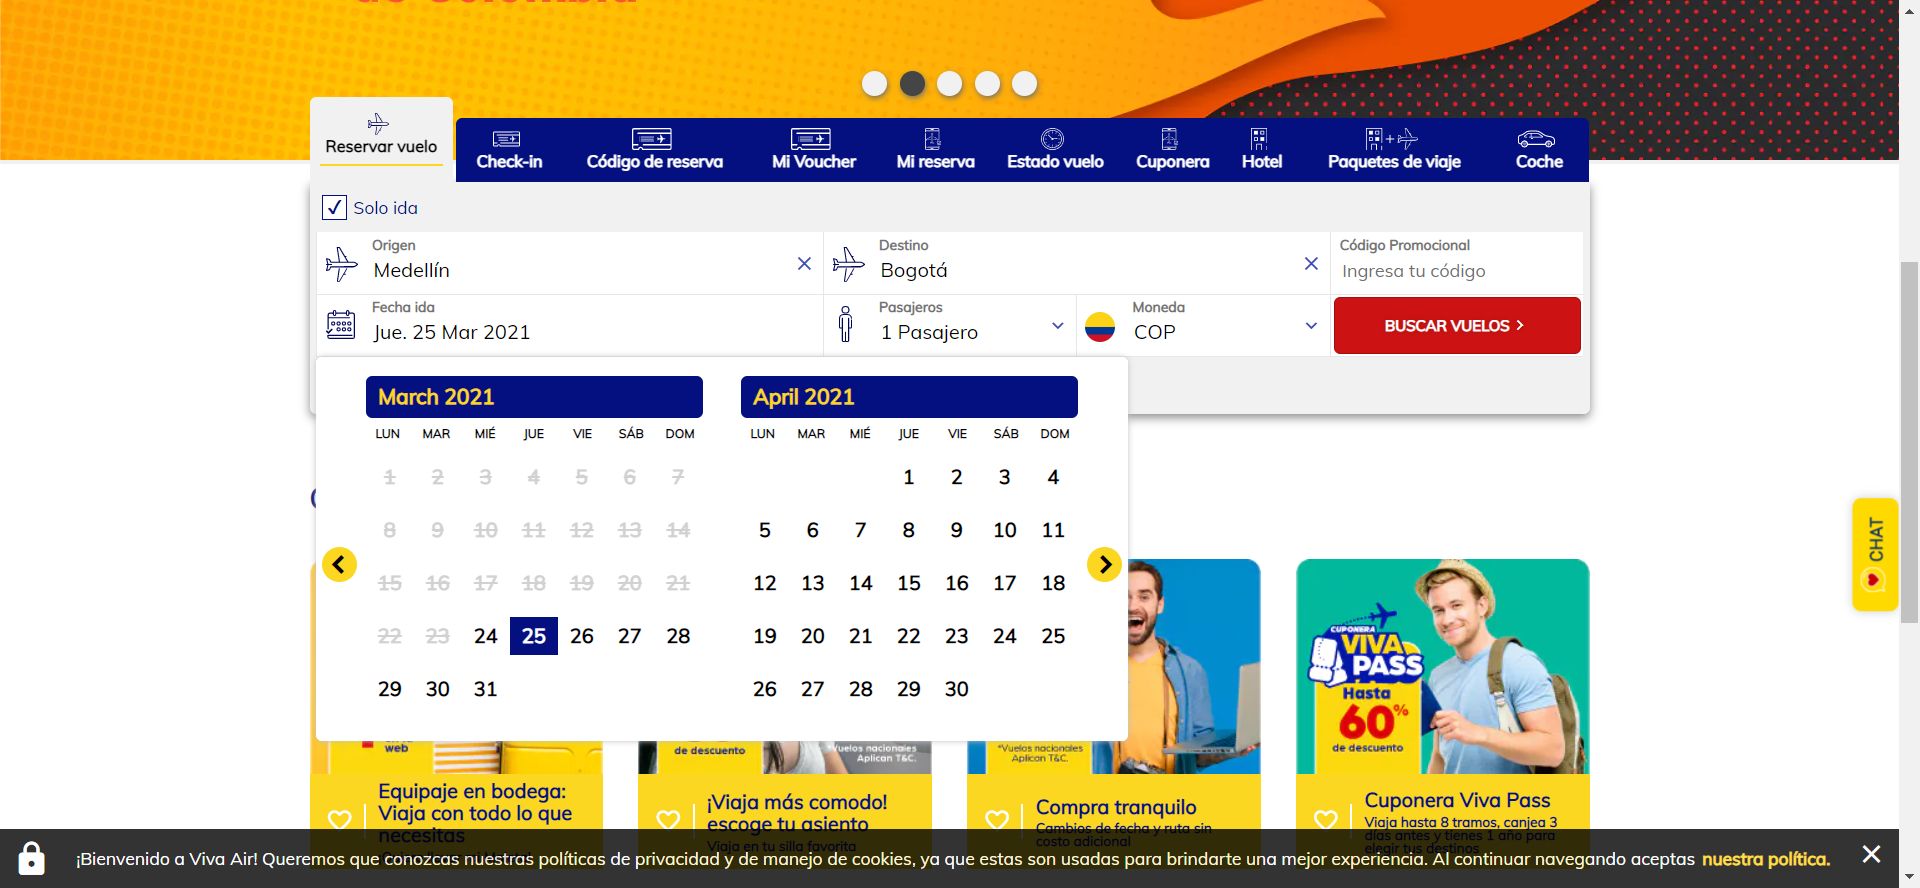 de Colombia
Reservar vuelo
Check-in
Código de reserva
Mi Voucher
Mi reserva
Estado vuelo
Cuponera
Hotel
Paquetes de viaje
Coche
Solo ida
Origen
Medellín
Destino
Bogotá
Código Promocional
Ingresa tu código
Fecha ida
Jue. 25 Mar 2021
Pasajeros
1 Pasajero
Moneda
COP
BUSCAR VUELOS
March 2021
LUN MAR MIÉ JUE VIE SÁB DOM
1 2 3 4 5 6 7
8 9 10 11 12 13 14
15 16 17 18 19 20 21
22 23 24 25 26 27 28
29 30 31
April 2021
LUN MAR MIÉ JUE VIE SÁB DOM
1 2 3 4
5 6 7 8 9 10 11
12 13 14 15 16 17 18
19 20 21 22 23 24 25
26 27 28 29 30
CHAT
web
Equipaje en bodega:
Viaja con todo lo que
necesitas
de descuento
*Vuelos nacionales
Aplican T&C.
¡Viaja más comodo!
escoge tu asiento
Viaja en tu silla favorita
*Vuelos nacionales
Aplican T&C.
Compra tranquilo
Cambios de fecha y ruta sin
costo adicional
CUPONERA
VIVA
PASS
Hasta
60%
de descuento
Cuponera Viva Pass
Viaja hasta 8 tramos, canjea 3
días antes y tienes 1 año para
elegir tus destinos
¡Bienvenido a Viva Air! Queremos que conozcas nuestras políticas de privacidad y de manejo de cookies, ya que estas son usadas para brindarte una mejor experiencia. Al continuar navegando aceptas nuestra política.